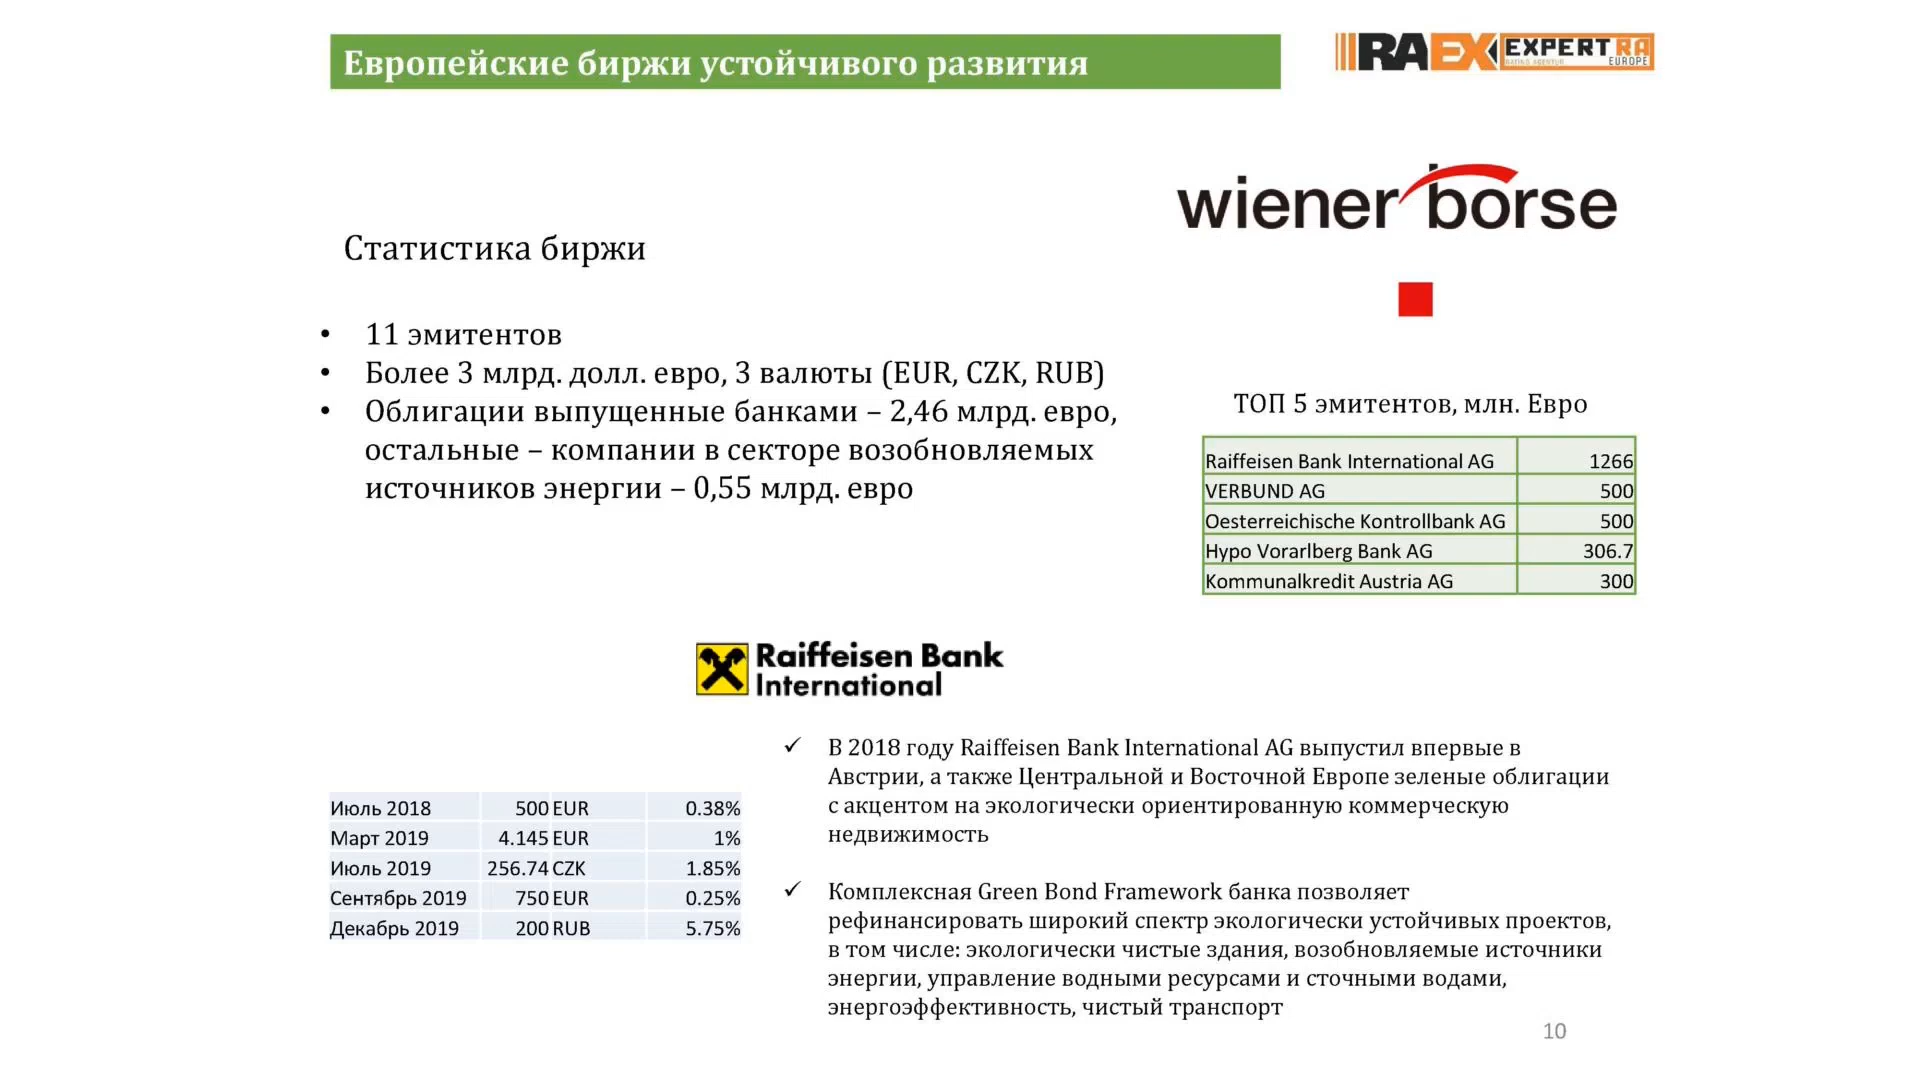 Европейские биржи устойчивого развития
RAEX EXPERT RA
RATING AGENTUR EUROPE
wiener börse
Статистика биржи
• 11 эмитентов
• Более 3 млрд. долл. евро, 3 валюты (EUR, CZK, RUB)
• Облигации выпущенные банками – 2,46 млрд. евро,
остальные – компании в секторе возобновляемых
источников энергии – 0,55 млрд. евро
ТОП 5 эмитентов, млн. Евро
Raiffeisen Bank International AG 1266
VERBUND AG 500
Oesterreichische Kontrollbank AG 500
Hypo Vorarlberg Bank AG 306.7
Kommunalkredit Austria AG 300
Raiffeisen Bank
International
Июль 2018 500 EUR 0.38%
Март 2019 4.145 EUR 1%
Июль 2019 256.74 CZK 1.85%
Сентябрь 2019 750 EUR 0.25%
Декабрь 2019 200 RUB 5.75%
✓ В 2018 году Raiffeisen Bank International AG выпустил впервые в
Австрии, а также Центральной и Восточной Европе зеленые облигации
с акцентом на экологически ориентированную коммерческую
недвижимость
✓ Комплексная Green Bond Framework банка позволяет
рефинансировать широкий спектр экологически устойчивых проектов,
в том числе: экологически чистые здания, возобновляемые источники
энергии, управление водными ресурсами и сточными водами,
энергоэффективность, чистый транспорт
10